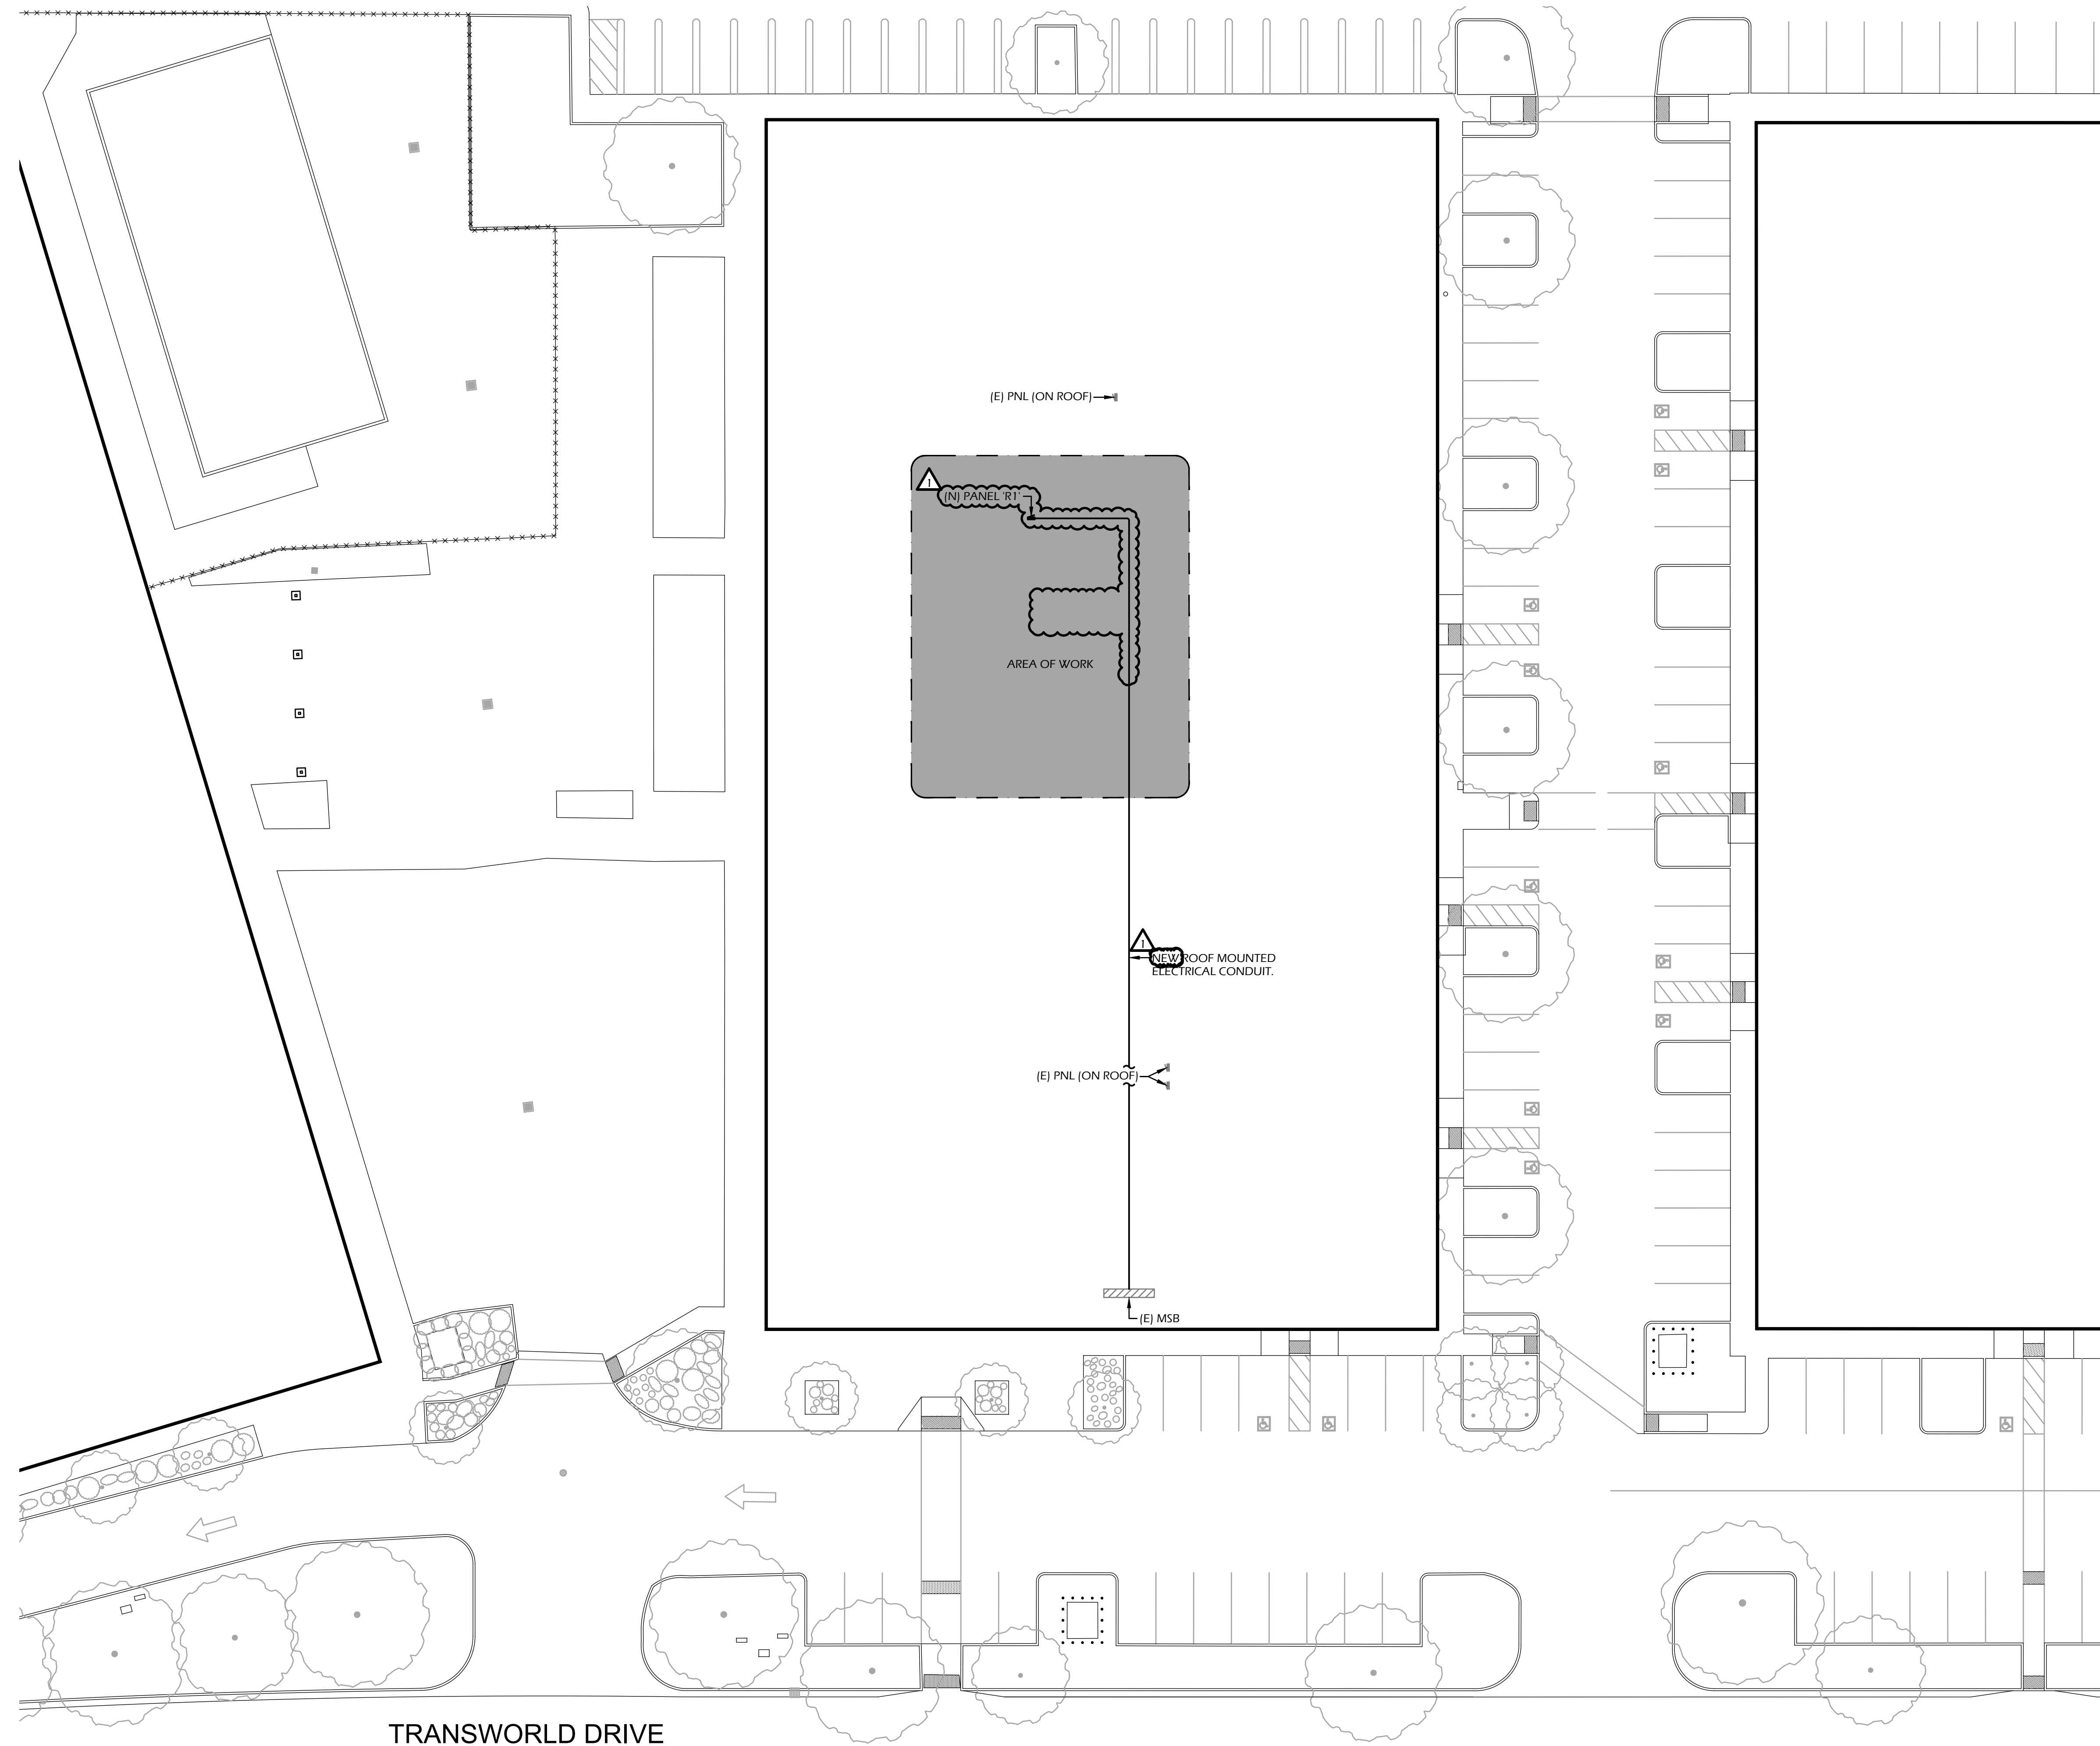 (E) PNL (ON ROOF)
1
(N) PANEL 'R1'
AREA OF WORK
1
NEW ROOF MOUNTED
ELECTRICAL CONDUIT.
(E) PNL (ON ROOF)
(E) MSB
TRANSWORLD DRIVE